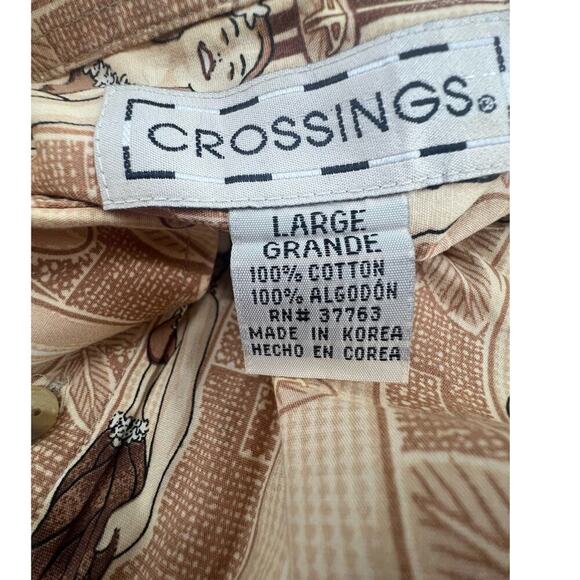 CROSSINGS®
LARGE
GRANDE
100% COTTON
100% ALGODÓN
RN# 37763
MADE IN KOREA
HECHO EN COREA